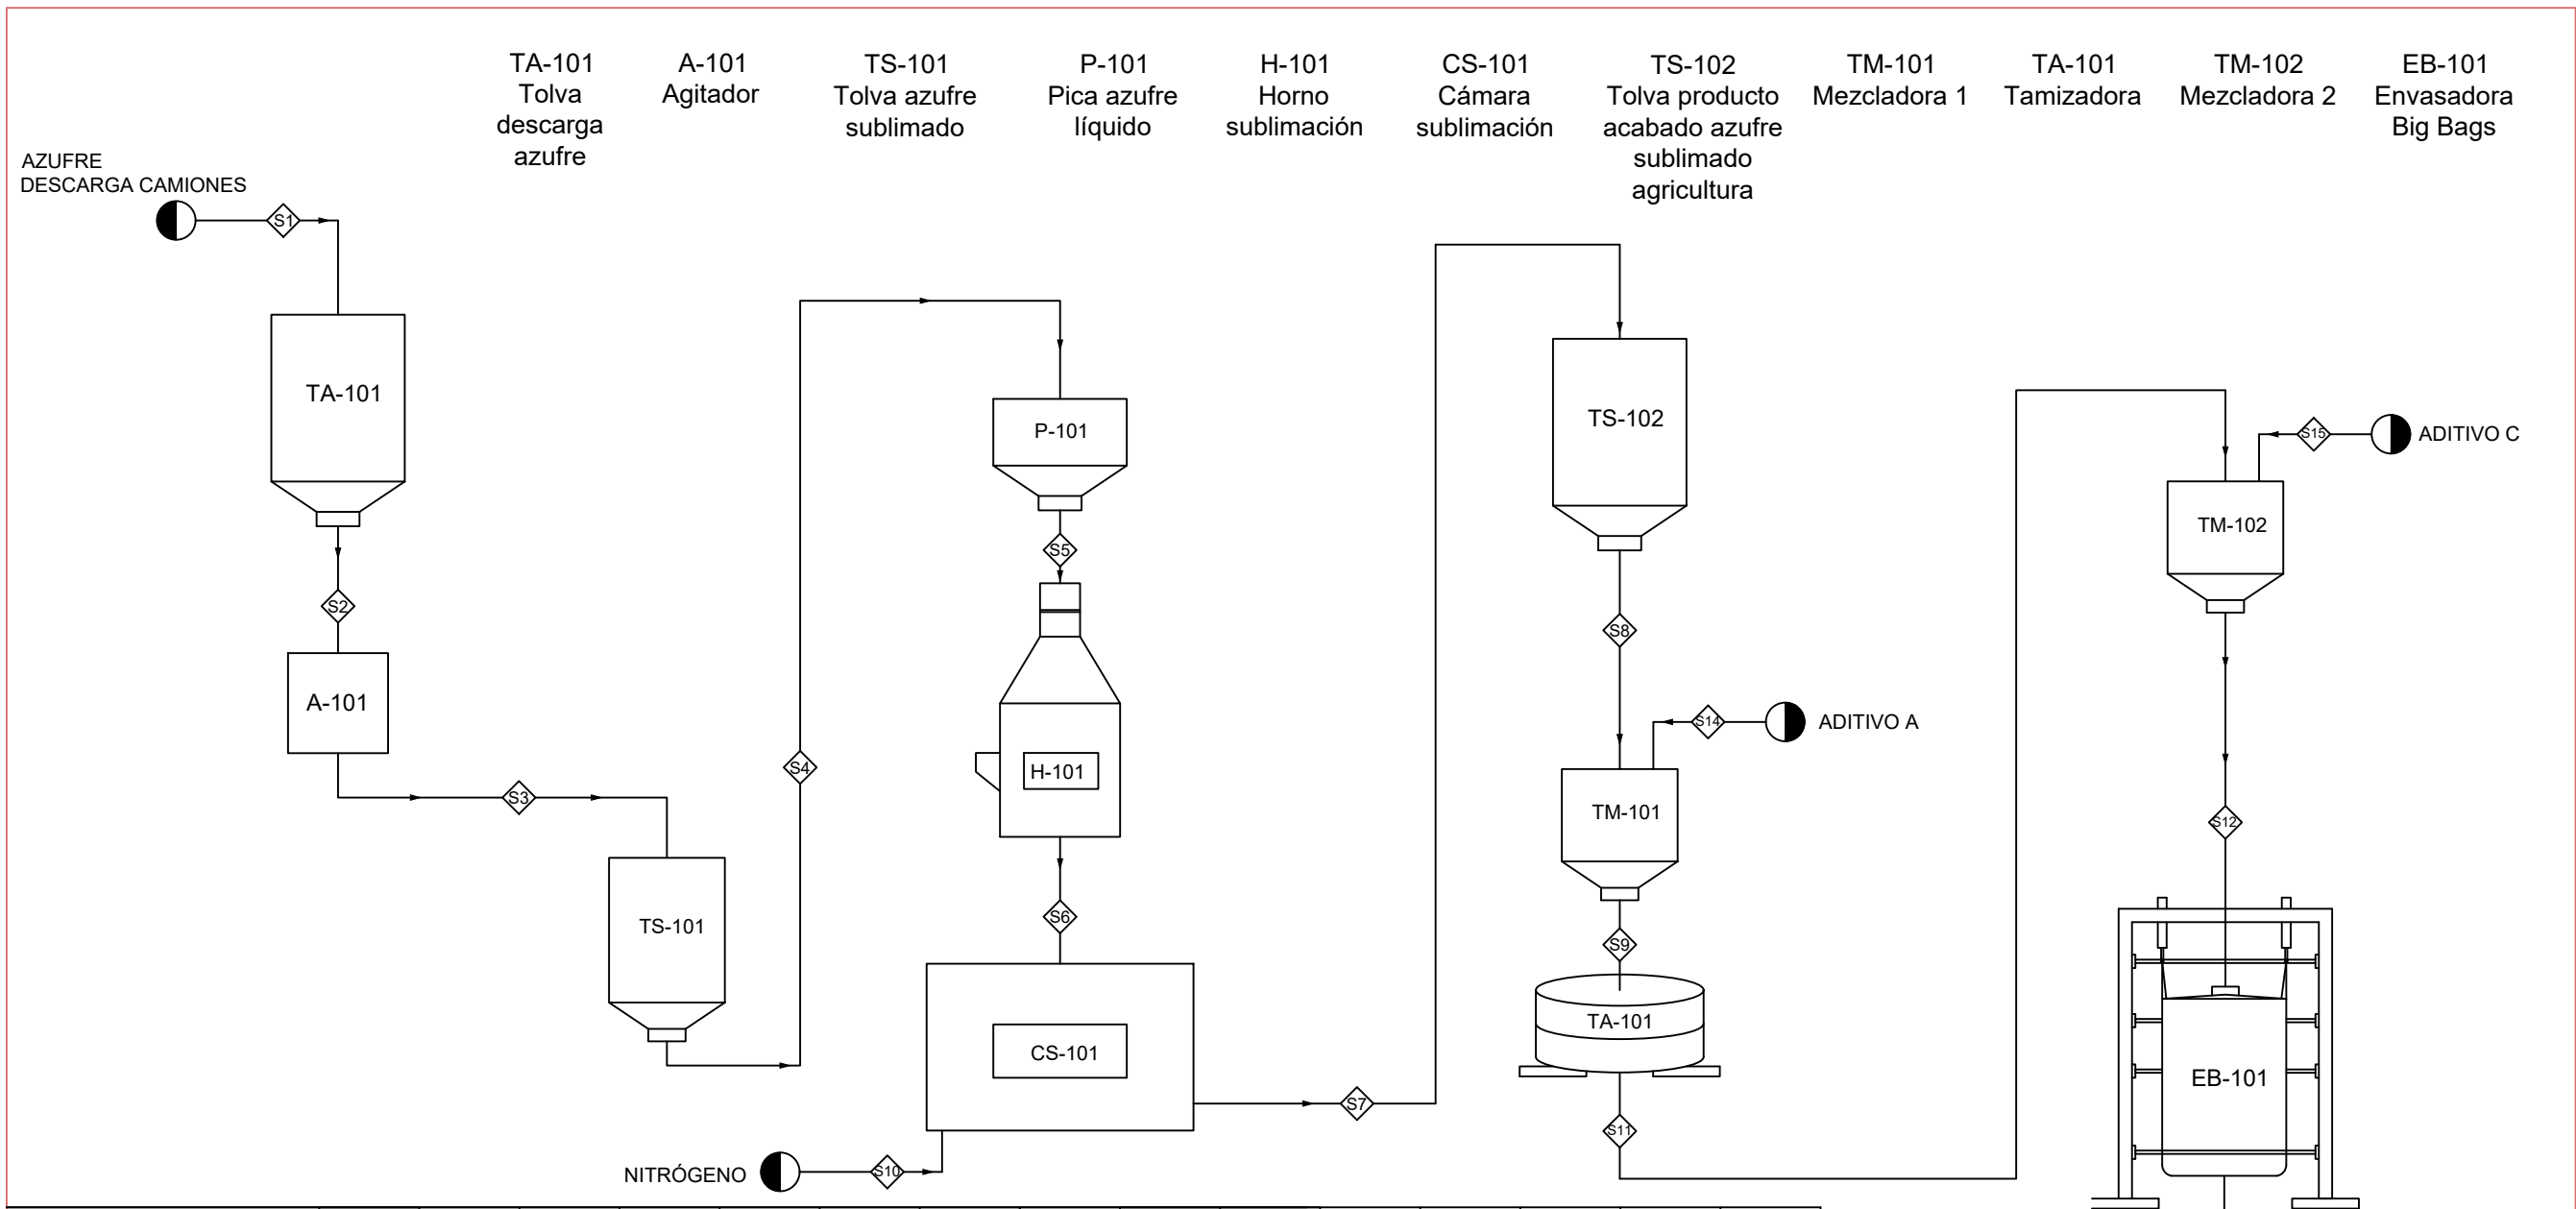 TA-101
Tolva
descarga
azufre
A-101
Agitador
TS-101
Tolva azufre
sublimado
P-101
Pica azufre
líquido
H-101
Horno
sublimación
CS-101
Cámara
sublimación
TS-102
Tolva producto
acabado azufre
sublimado
agricultura
TM-101
Mezcladora 1
TA-101
Tamizadora
TM-102
Mezcladora 2
EB-101
Envasadora
Big Bags
AZUFRE
DESCARGA CAMIONES
S1
TA-101
S2
A-101
S3
TS-101
S4
P-101
S5
H-101
S6
CS-101
NITRÓGENO
S10
S7
TS-102
S8
S14
ADITIVO A
TM-101
S9
TA-101
S11
S15
ADITIVO C
TM-102
S12
EB-101